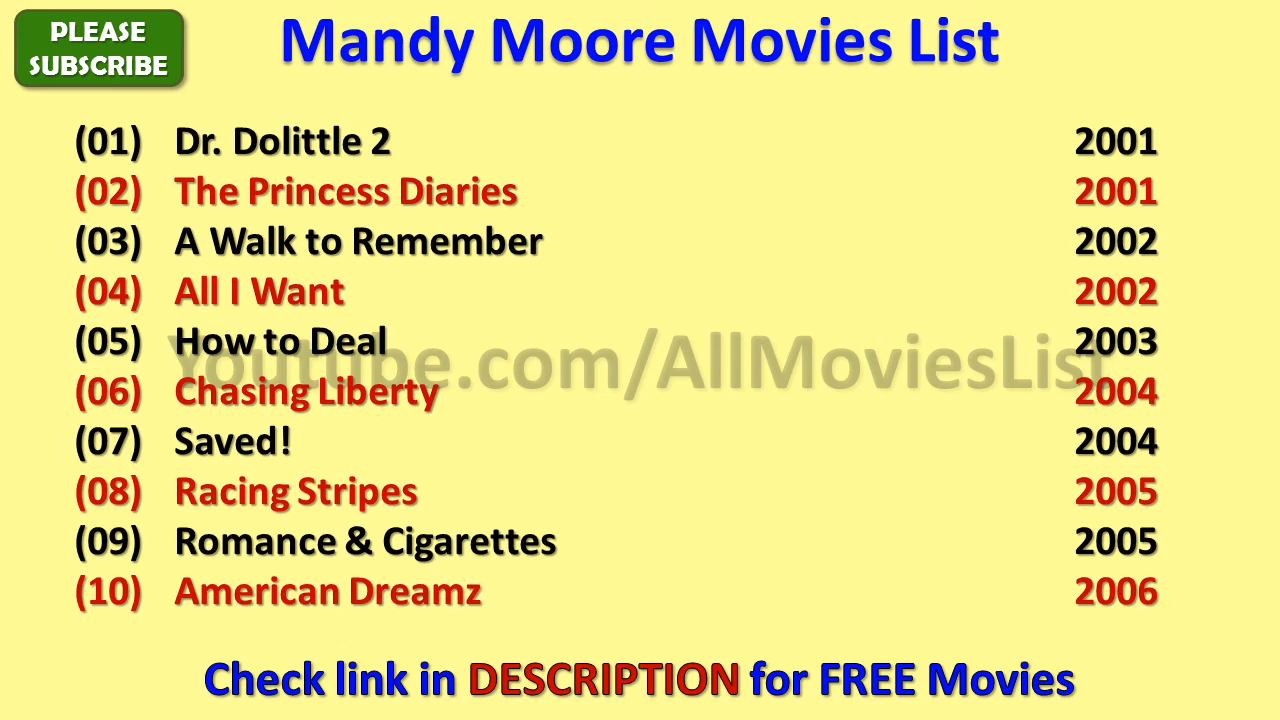 PLEASE
SUBSCRIBE
Mandy Moore Movies List
(01) Dr. Dolittle 2 2001
(02) The Princess Diaries 2001
(03) A Walk to Remember 2002
(04) All I Want 2002
(05) How to Deal 2003
Youtube.com/AllMoviesList
(06) Chasing Liberty 2004
(07) Saved! 2004
(08) Racing Stripes 2005
(09) Romance & Cigarettes 2005
(10) American Dreamz 2006
Check link in DESCRIPTION for FREE Movies